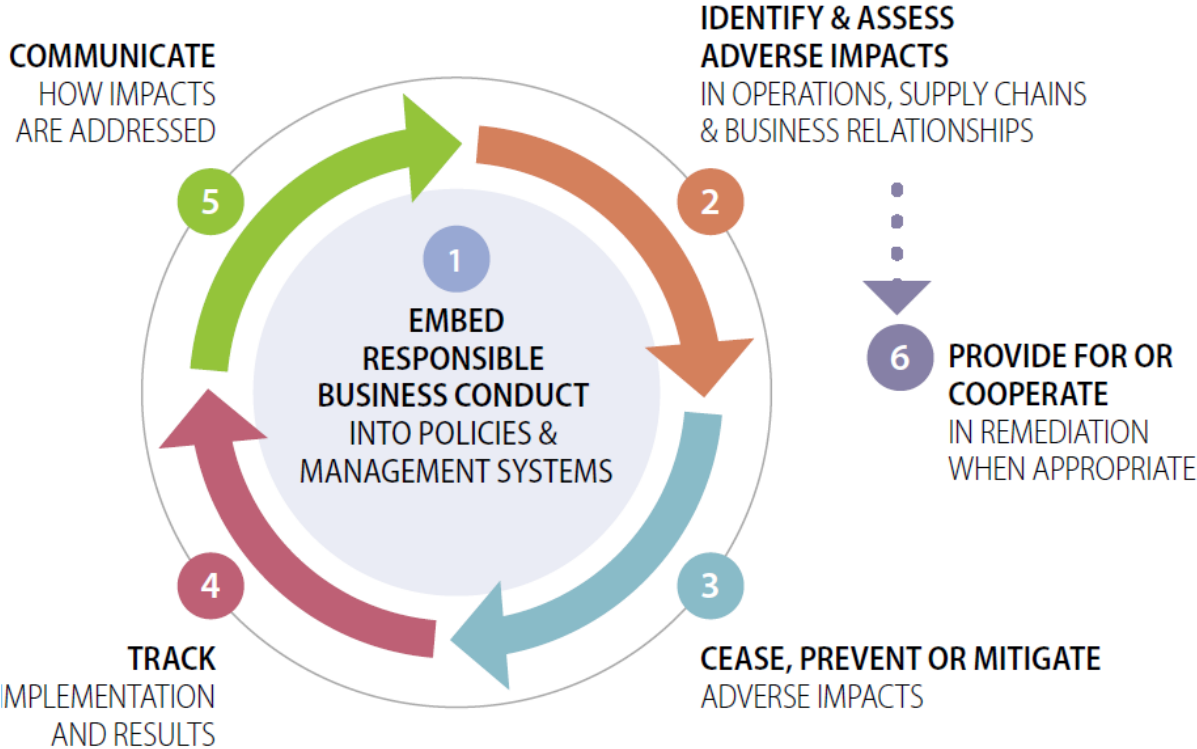 1
EMBED
RESPONSIBLE
BUSINESS CONDUCT
INTO POLICIES &
MANAGEMENT SYSTEMS
2
IDENTIFY & ASSESS
ADVERSE IMPACTS
IN OPERATIONS, SUPPLY CHAINS
& BUSINESS RELATIONSHIPS
3
CEASE, PREVENT OR MITIGATE
ADVERSE IMPACTS
4
TRACK
IMPLEMENTATION
AND RESULTS
5
COMMUNICATE
HOW IMPACTS
ARE ADDRESSED
6
PROVIDE FOR OR
COOPERATE
IN REMEDIATION
WHEN APPROPRIATE